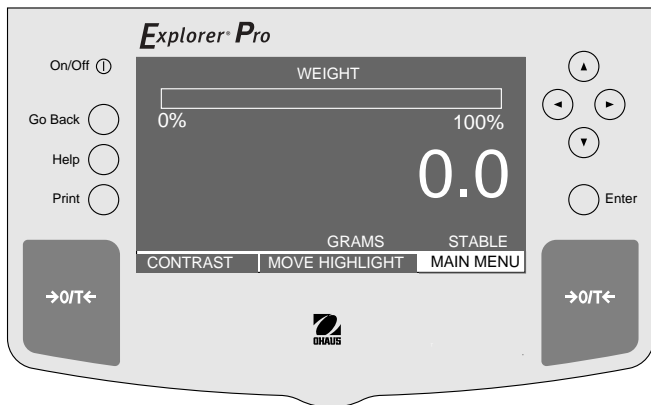 Explorer® Pro
On/Off
Go Back
Help
Print
WEIGHT
0% 100%
0.0
GRAMS STABLE
CONTRAST MOVE HIGHLIGHT MAIN MENU
Enter
→0/T←
→0/T←
OHAUS